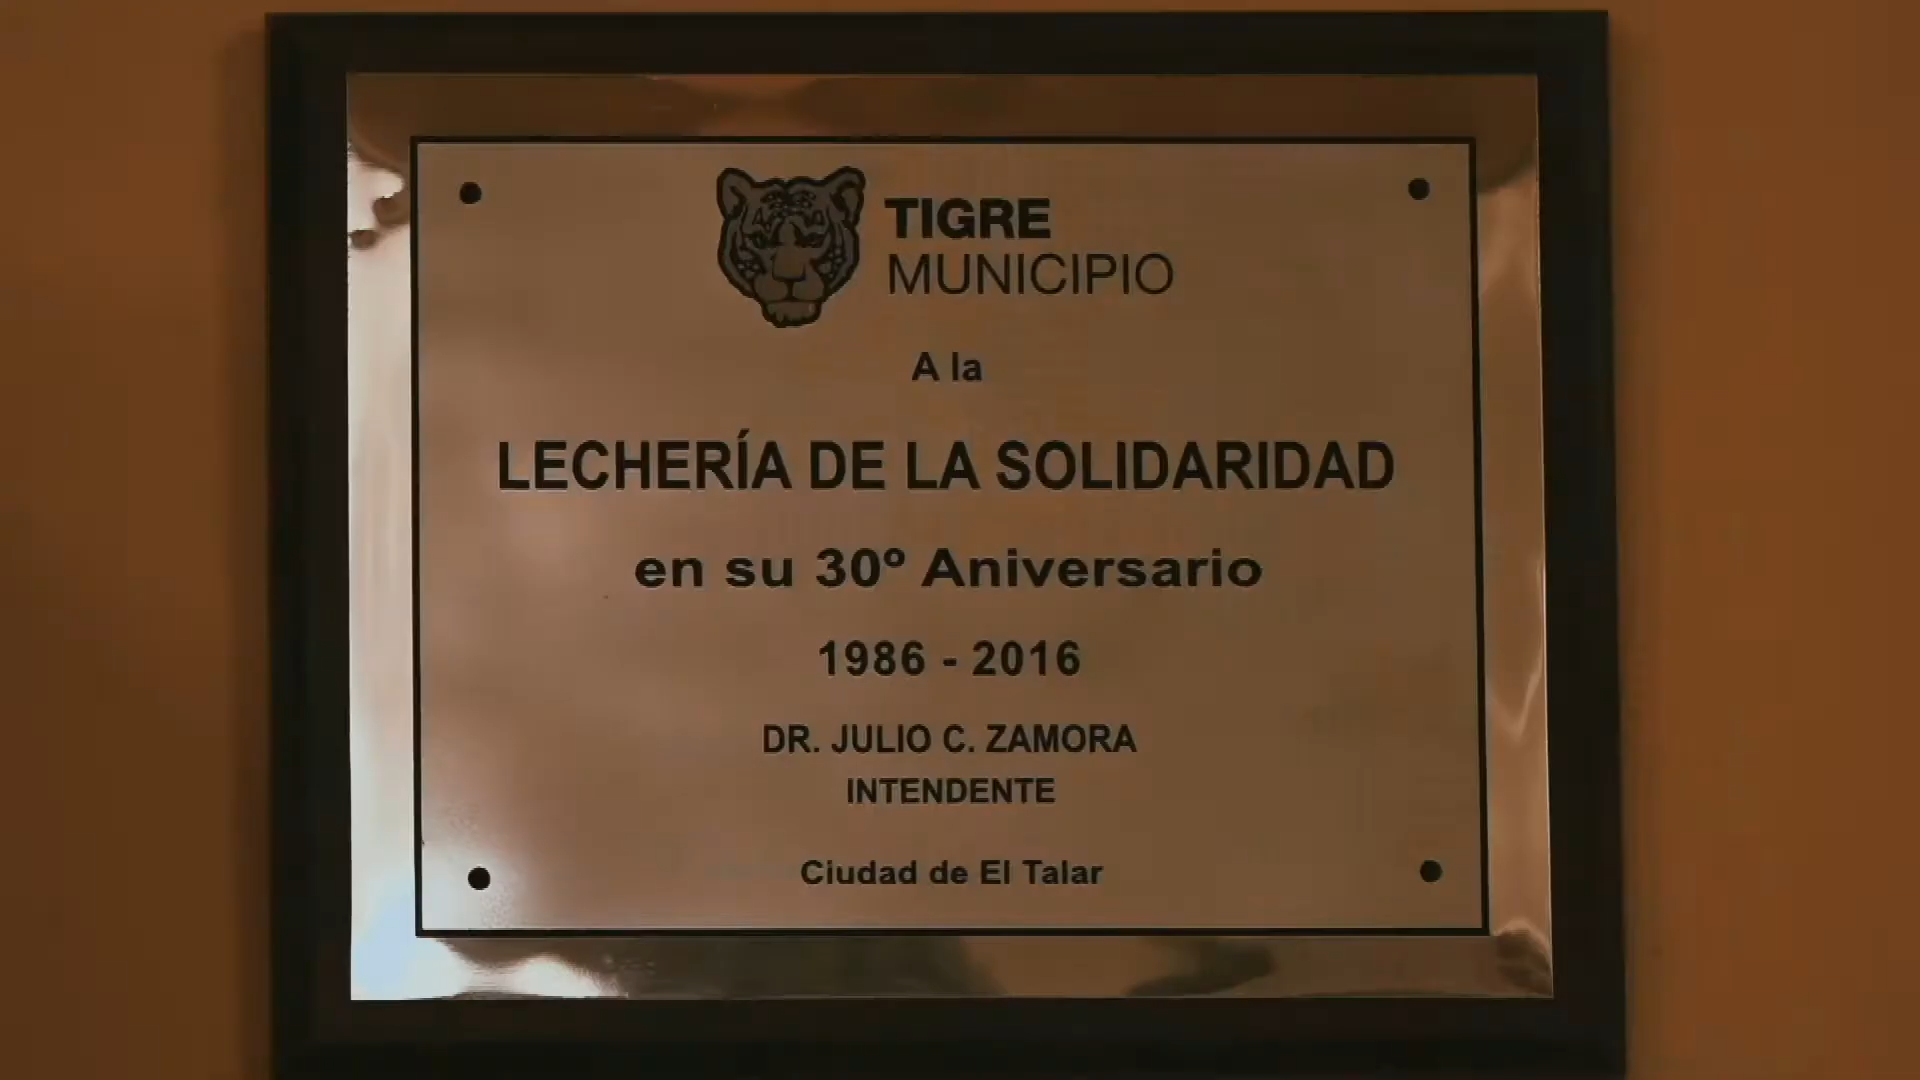 TIGRE
MUNICIPIO
A la
LECHERÍA DE LA SOLIDARIDAD
en su 30º Aniversario
1986 - 2016
DR. JULIO C. ZAMORA
INTENDENTE
Ciudad de El Talar